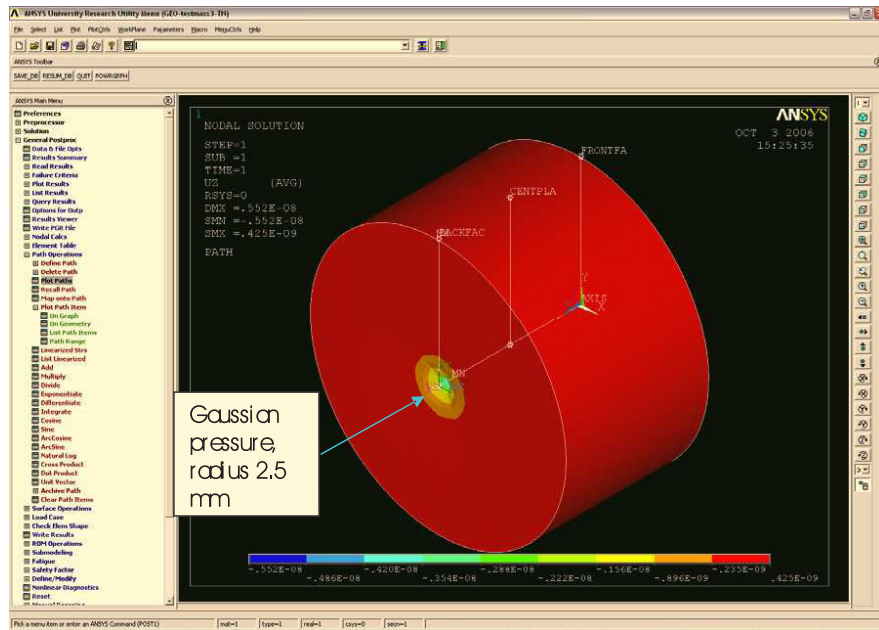 ANSYS University Research Utility Menu (GEO-testmass3-TN)
File Select List Plot PlotCtrls WorkPlane Parameters Macro MenuCtrls Help
ANSYS Toolbar
SAVE_DB RESUM_DB QUIT POWRGRPH
ANSYS Main Menu
Preferences
Preprocessor
Solution
General Postproc
Data & File Opts
Results Summary
Read Results
Failure Criteria
Plot Results
List Results
Query Results
Options for Outp
Results Viewer
Write PGR File
Nodal Calcs
Element Table
Path Operations
Define Path
Delete Path
Plot Paths
Recall Path
Map onto Path
Plot Path Item
On Graph
On Geometry
List Path Items
Path Range
Linearized Strs
List Linearized
Add
Multiply
Divide
Exponentiate
Differentiate
Integrate
Cosine
Sine
ArcCosine
ArcSine
Natural Log
Cross Product
Dot Product
Unit Vector
Archive Path
Clear Path Items
Surface Operations
Load Case
Check Elem Shape
Write Results
ROM Operations
Submodeling
Fatigue
Safety Factor
Define/Modify
Nonlinear Diagnostics
Reset
Manual Rezoning
1
NODAL SOLUTION
STEP=1
SUB =1
TIME=1
UZ (AVG)
RSYS=0
DMX =.552E-08
SMN =-.552E-08
SMX =.425E-09
PATH
ANSYS
OCT 3 2006
15:25:35
FRONTFA
CENTPLA
BACKFAC
Y
AXIS
X
MN
Gaussian
pressure,
radius 2.5
mm
-.552E-08 -.420E-08 -.288E-08 -.156E-08 -.235E-09
-.486E-08 -.354E-08 -.222E-08 -.896E-09 .425E-09
Pick a menu item or enter an ANSYS Command (POST1) mat=1 type=1 real=1 csys=0 secn=1